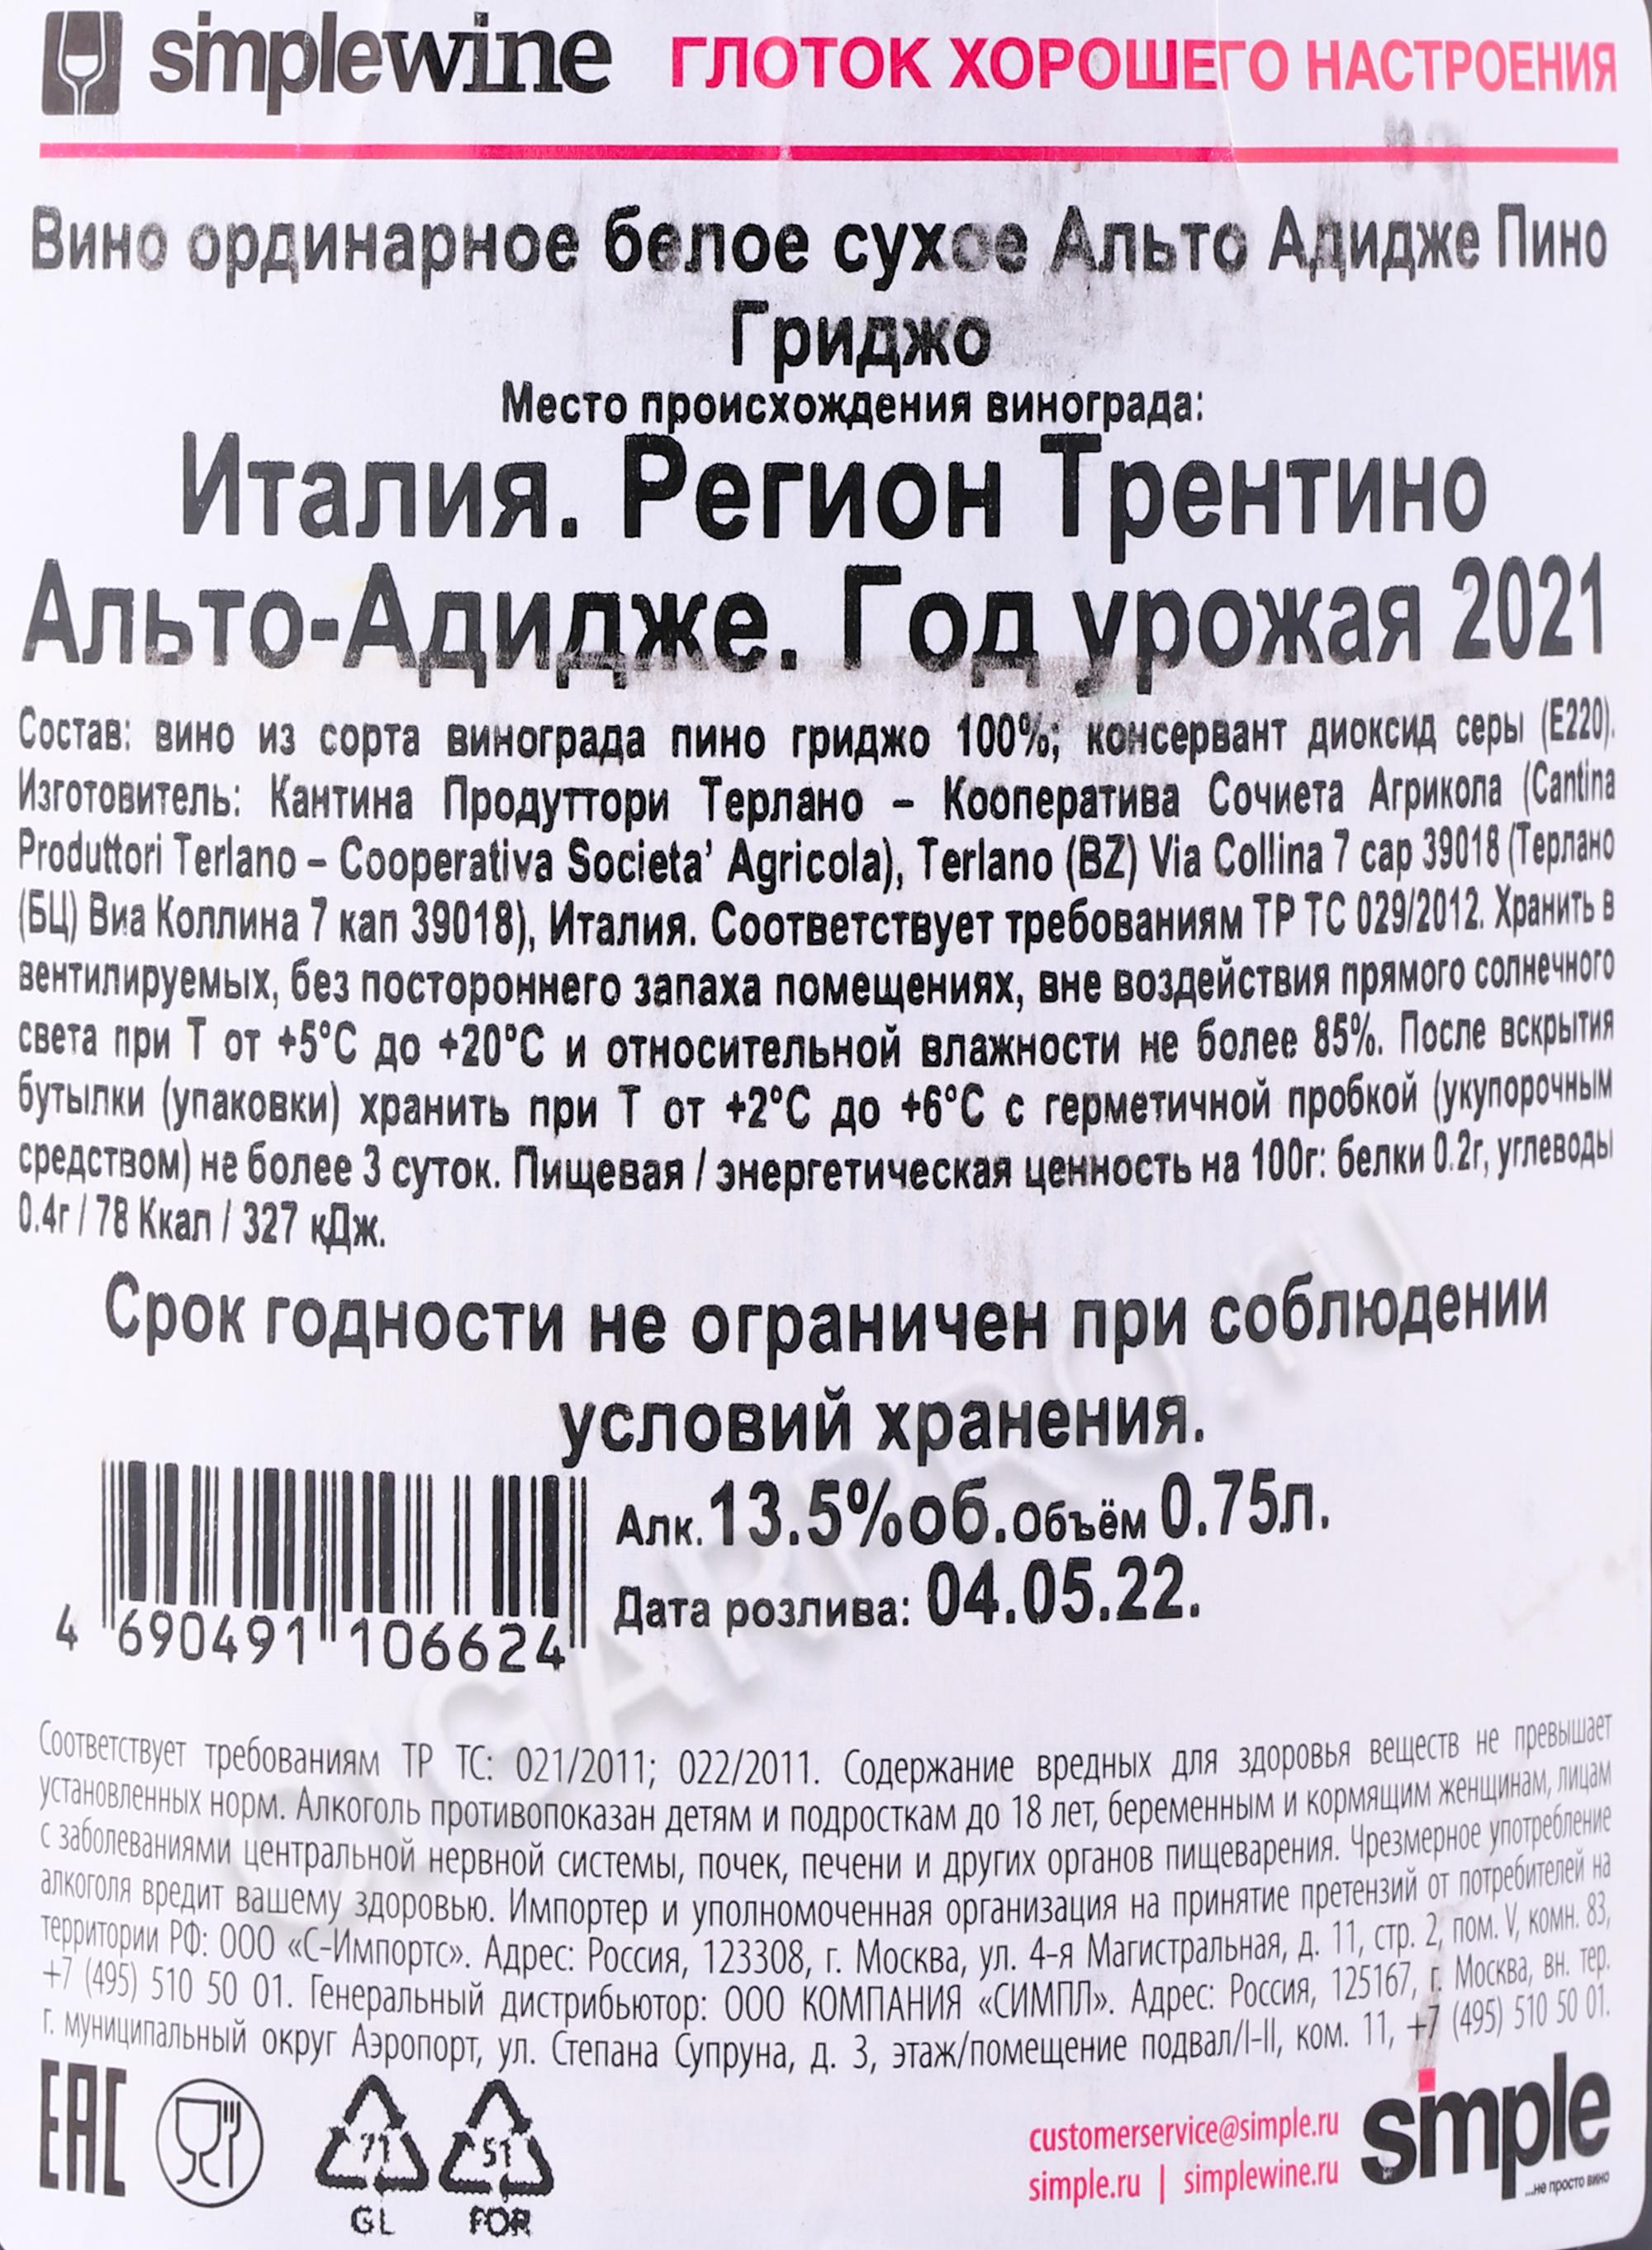 simplewine ГЛОТОК ХОРОШЕГО НАСТРОЕНИЯ
Вино ординарное белое сухое Альто Адидже Пино
Гриджо
Место происхождения винограда:
Италия. Регион Трентино
Альто-Адидже. Год урожая 2021
Состав: вино из сорта винограда пино гриджо 100%; консервант диоксид серы (Е220).
Изготовитель: Кантина Продуттори Терлано – Кооператива Сочиета Агрикола (Cantina
Produttori Terlano – Cooperativa Societa’ Agricola), Terlano (BZ) Via Collina 7 cap 39018 (Терлано
(БЦ) Виа Коллина 7 кап 39018), Италия. Соответствует требованиям ТР ТС 029/2012. Хранить в
вентилируемых, без постороннего запаха помещениях, вне воздействия прямого солнечного
света при Т от +5°С до +20°С и относительной влажности не более 85%. После вскрытия
бутылки (упаковки) хранить при Т от +2°С до +6°С с герметичной пробкой (укупорочным
средством) не более 3 суток. Пищевая / энергетическая ценность на 100г: белки 0.2г, углеводы
0.4г / 78 Ккал / 327 кДж.
Срок годности не ограничен при соблюдении
условий хранения.
Алк. 13.5%об. Объём 0.75л.
Дата розлива: 04.05.22.
4 690491 106624
CIGARPRO.ru
Соответствует требованиям ТР ТС: 021/2011; 022/2011. Содержание вредных для здоровья веществ не превышает
установленных норм. Алкоголь противопоказан детям и подросткам до 18 лет, беременным и кормящим женщинам, лицам
с заболеваниями центральной нервной системы, почек, печени и других органов пищеварения. Чрезмерное употребление
алкоголя вредит вашему здоровью. Импортер и уполномоченная организация на принятие претензий от потребителей на
территории РФ: ООО «С-Импортс». Адрес: Россия, 123308, г. Москва, ул. 4-я Магистральная, д. 11, стр. 2, пом. V, комн. 83,
+7 (495) 510 50 01. Генеральный дистрибьютор: ООО КОМПАНИЯ «СИМПЛ». Адрес: Россия, 125167, г. Москва, вн. тер.
г. муниципальный округ Аэропорт, ул. Степана Супруна, д. 3, этаж/помещение подвал/I-II, ком. 11, +7 (495) 510 50 01.
EAC
71
GL
51
FOR
customerservice@simple.ru
simple.ru | simplewine.ru
simple
...не просто вино